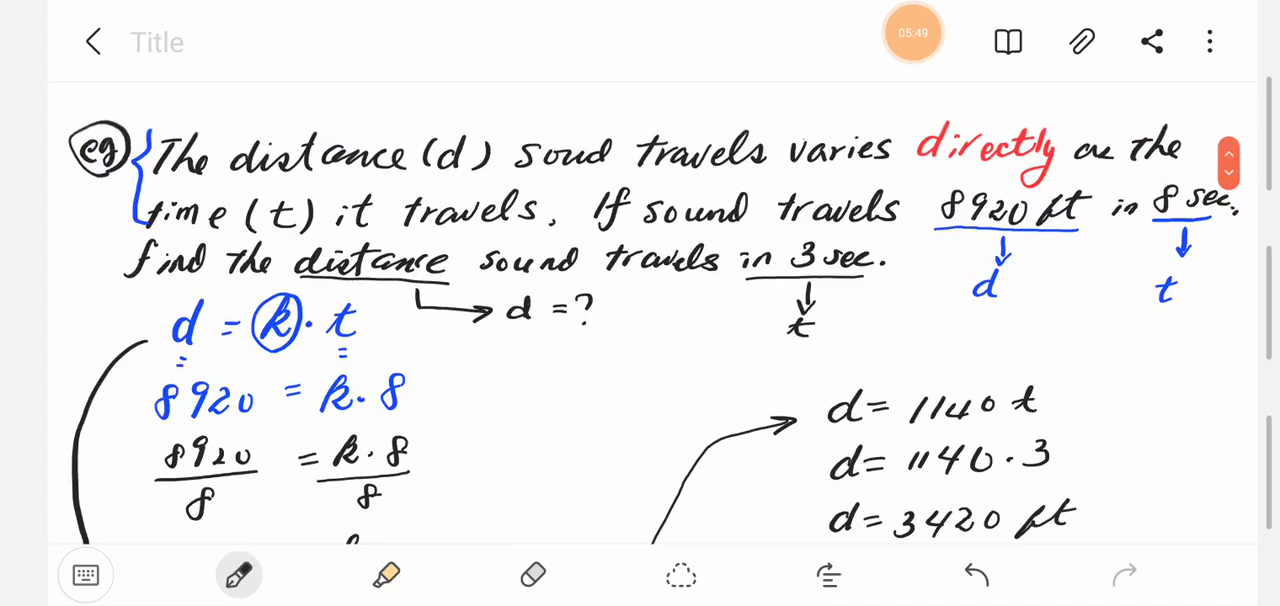 Title
05:49
eg The distance (d) soud travels varies directly as the
time (t) it travels. If sound travels 8920 ft in 8 sec.
find the distance sound travels in 3 sec.
d
t
d = ?
t
d = k · t
8920 = k · 8
8920 / 8 = k · 8 / 8
d = 1140 t
d = 1140 · 3
d = 3420 ft